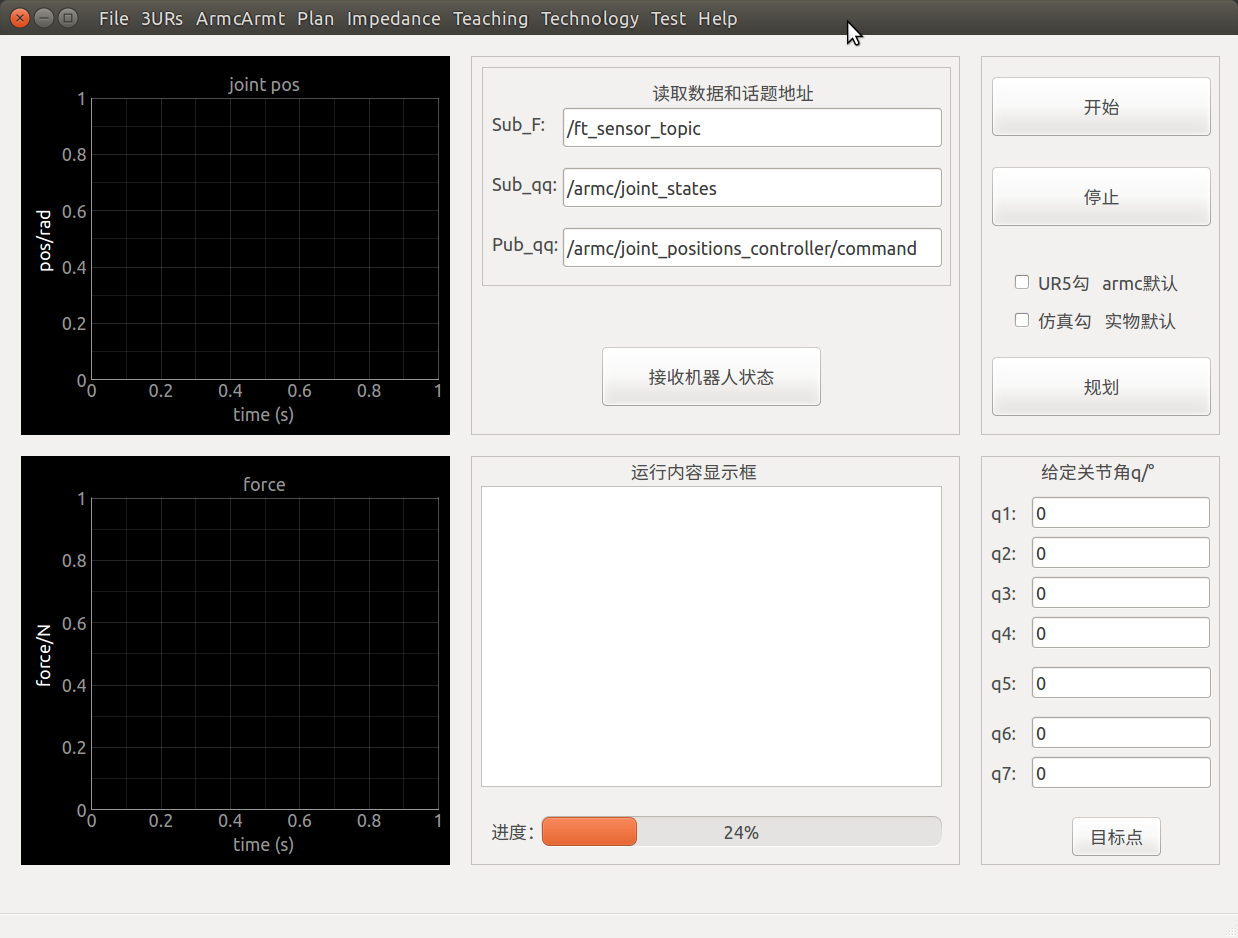 File 3URs ArmcArmt Plan Impedance Teaching Technology Test Help
joint pos
1
0.8
0.6
0.4
0.2
0
pos/rad
0 0.2 0.4 0.6 0.8 1
time (s)
读取数据和话题地址
Sub_F: /ft_sensor_topic
Sub_qq: /armc/joint_states
Pub_qq: /armc/joint_positions_controller/command
接收机器人状态
开始
停止
UR5勾 armc默认
仿真勾 实物默认
规划
force
1
0.8
0.6
0.4
0.2
0
force/N
0 0.2 0.4 0.6 0.8 1
time (s)
运行内容显示框
进度: 24%
给定关节角q/°
q1: 0
q2: 0
q3: 0
q4: 0
q5: 0
q6: 0
q7: 0
目标点